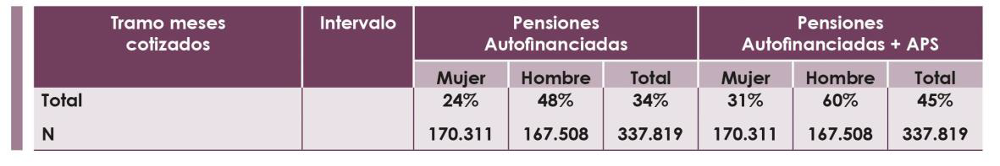 Tramo meses cotizados Intervalo Pensiones Autofinanciadas Pensiones Autofinanciadas + APS
Mujer Hombre Total Mujer Hombre Total
Total 24% 48% 34% 31% 60% 45%
N 170.311 167.508 337.819 170.311 167.508 337.819